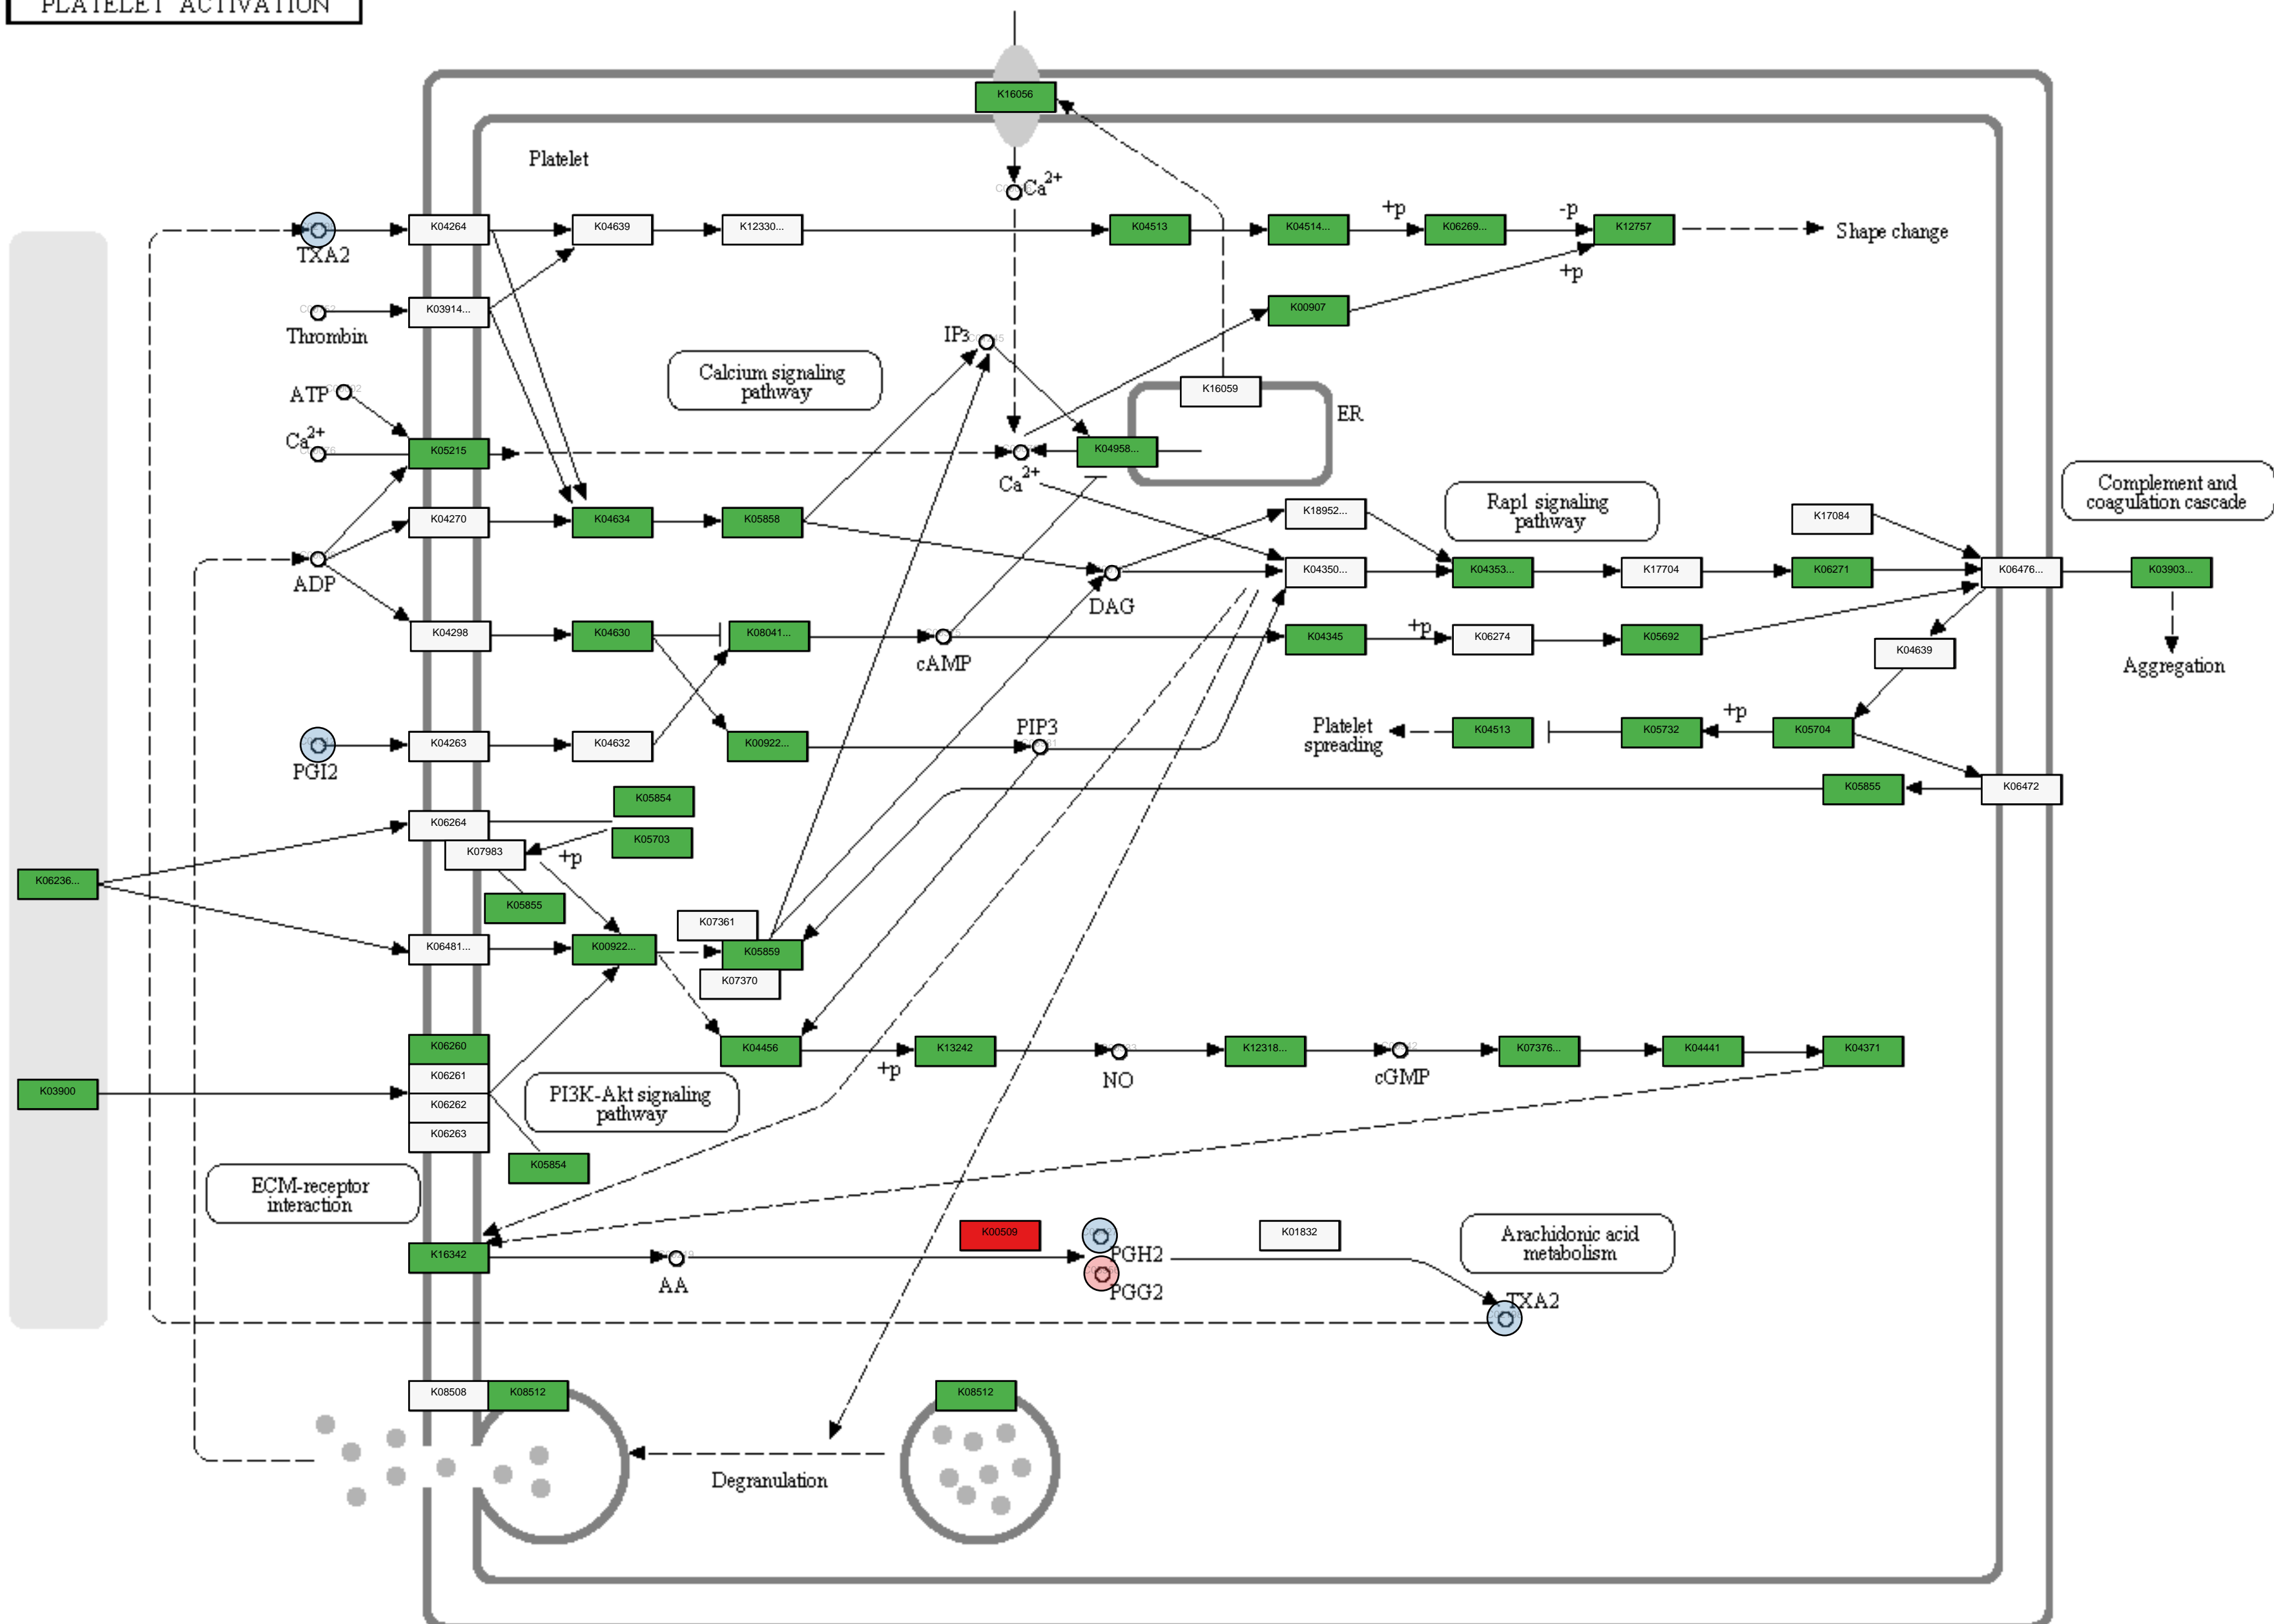 PLATELET ACTIVATION
K16056
Platelet
Ca2+
TXA2
K04264
K04639
K12330...
K04513
K04514...
+p
K06269...
-p
K12757
Shape change
+p
Thrombin
K03914...
K00907
IP3
Calcium signaling
pathway
K16059
ER
ATP
Ca2+
K05215
Ca2+
K04958...
Complement and
coagulation cascade
K04270
K04634
K05858
K18952...
Rap1 signaling
pathway
K17084
ADP
DAG
K04350...
K04353...
K17704
K06271
K06476...
K03903...
K04298
K04630
K08041...
cAMP
K04345
+p
K06274
K05692
K04639
Aggregation
PGI2
K04263
K04632
K00922...
PIP3
Platelet
spreading
K04513
K05732
+p
K05704
K05854
K05855
K06472
K06264
K05703
K07983
+p
K06236...
K05855
K07361
K06481...
K00922...
K05859
K07370
K06260
K04456
+p
K13242
NO
K12318...
cGMP
K07376...
K04441
K04371
K03900
K06261
K06262
K06263
PI3K-Akt signaling
pathway
K05854
ECM-receptor
interaction
K16342
AA
K00509
PGH2
PGG2
K01832
Arachidonic acid
metabolism
TXA2
K08508
K08512
K08512
Degranulation